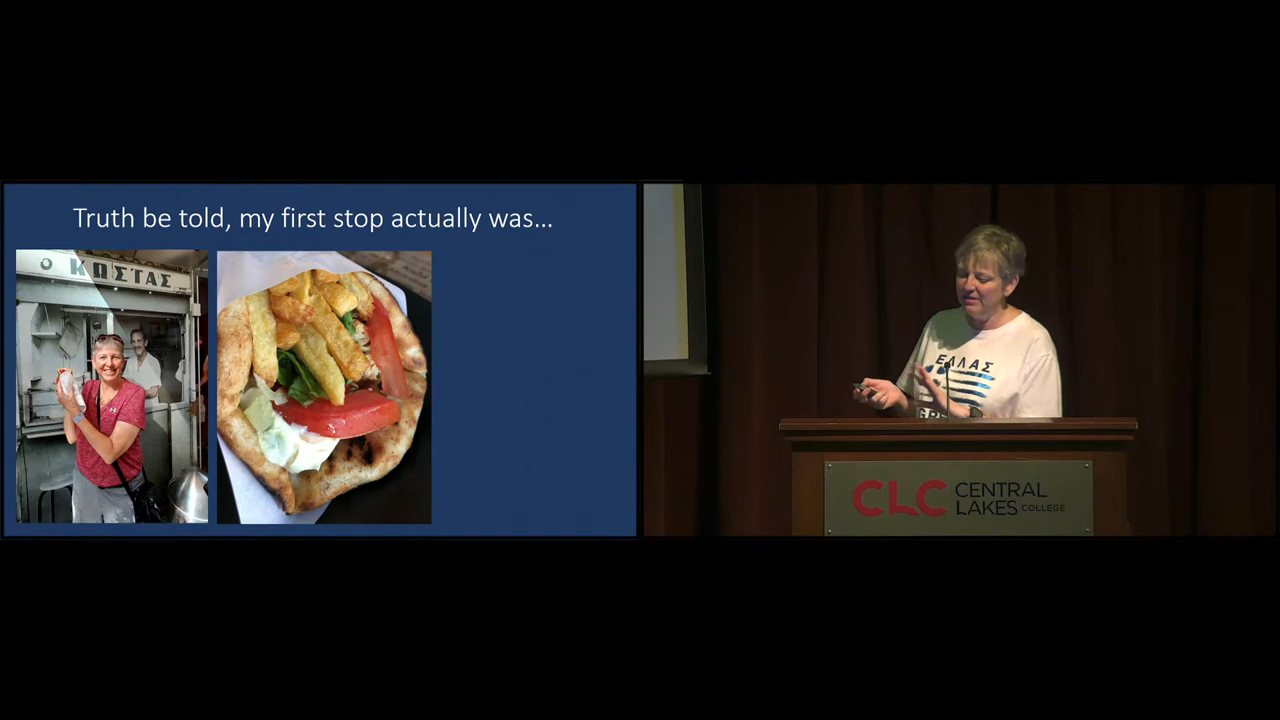 Truth be told, my first stop actually was...
Ο ΚΩΣΤΑΣ
ΕΛΛΑΣ
CLC CENTRAL
LAKES COLLEGE